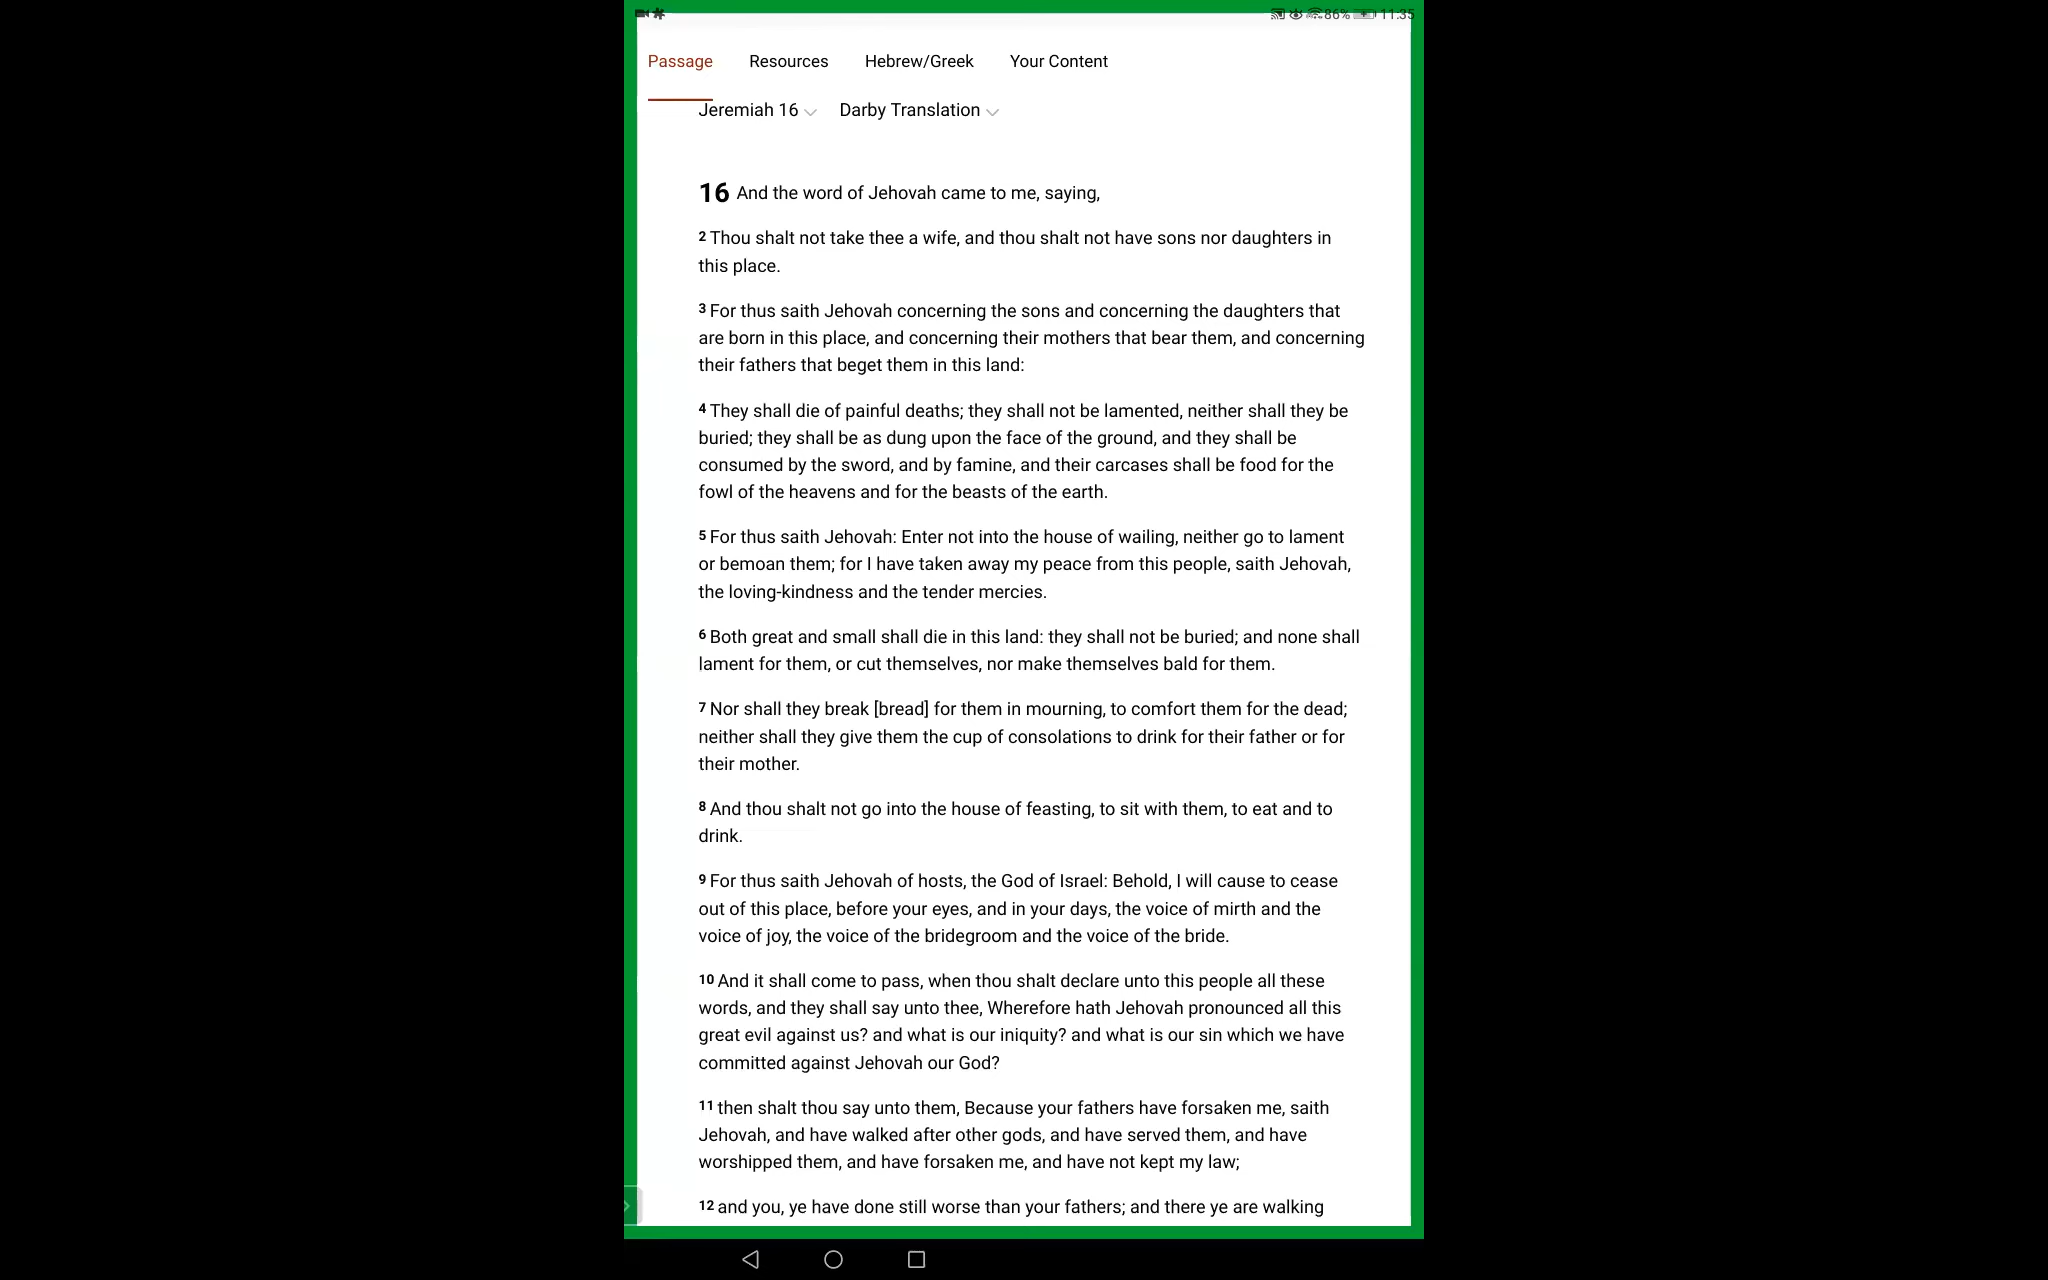 86% 11:35
Passage Resources Hebrew/Greek Your Content
Jeremiah 16 Darby Translation
16 And the word of Jehovah came to me, saying,
2 Thou shalt not take thee a wife, and thou shalt not have sons nor daughters in
this place.
3 For thus saith Jehovah concerning the sons and concerning the daughters that
are born in this place, and concerning their mothers that bear them, and concerning
their fathers that beget them in this land:
4 They shall die of painful deaths; they shall not be lamented, neither shall they be
buried; they shall be as dung upon the face of the ground, and they shall be
consumed by the sword, and by famine, and their carcases shall be food for the
fowl of the heavens and for the beasts of the earth.
5 For thus saith Jehovah: Enter not into the house of wailing, neither go to lament
or bemoan them; for I have taken away my peace from this people, saith Jehovah,
the loving-kindness and the tender mercies.
6 Both great and small shall die in this land: they shall not be buried; and none shall
lament for them, or cut themselves, nor make themselves bald for them.
7 Nor shall they break [bread] for them in mourning, to comfort them for the dead;
neither shall they give them the cup of consolations to drink for their father or for
their mother.
8 And thou shalt not go into the house of feasting, to sit with them, to eat and to
drink.
9 For thus saith Jehovah of hosts, the God of Israel: Behold, I will cause to cease
out of this place, before your eyes, and in your days, the voice of mirth and the
voice of joy, the voice of the bridegroom and the voice of the bride.
10 And it shall come to pass, when thou shalt declare unto this people all these
words, and they shall say unto thee, Wherefore hath Jehovah pronounced all this
great evil against us? and what is our iniquity? and what is our sin which we have
committed against Jehovah our God?
11 then shalt thou say unto them, Because your fathers have forsaken me, saith
Jehovah, and have walked after other gods, and have served them, and have
worshipped them, and have forsaken me, and have not kept my law;
12 and you, ye have done still worse than your fathers; and there ye are walking